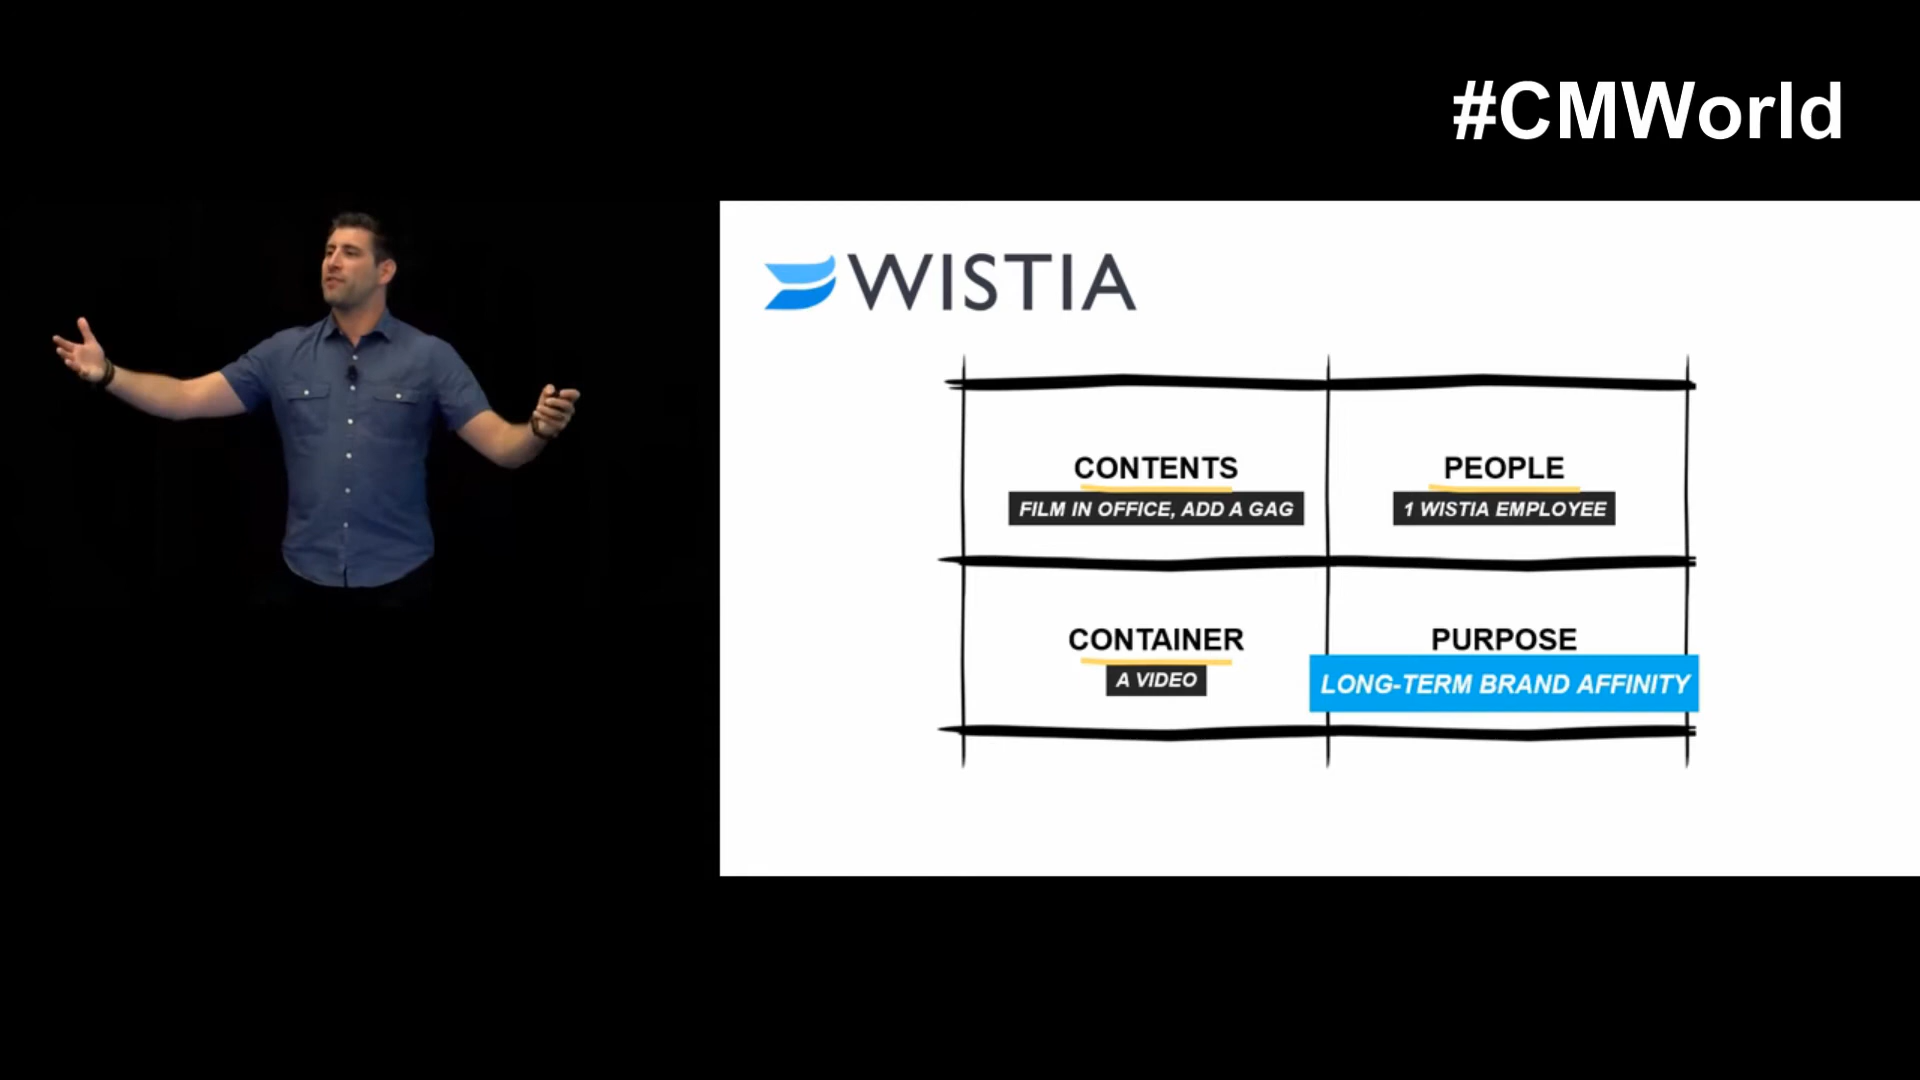 #CMWorld
WISTIA
CONTENTS
FILM IN OFFICE, ADD A GAG
PEOPLE
1 WISTIA EMPLOYEE
CONTAINER
A VIDEO
PURPOSE
LONG-TERM BRAND AFFINITY